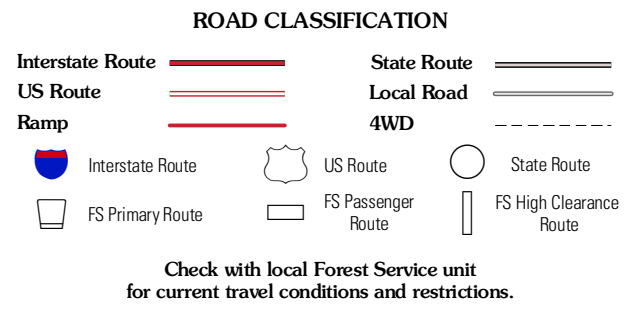 ROAD CLASSIFICATION
Interstate Route
State Route
US Route
Local Road
Ramp
4WD
Interstate Route
US Route
State Route
FS Primary Route
FS Passenger
Route
FS High Clearance
Route
Check with local Forest Service unit
for current travel conditions and restrictions.